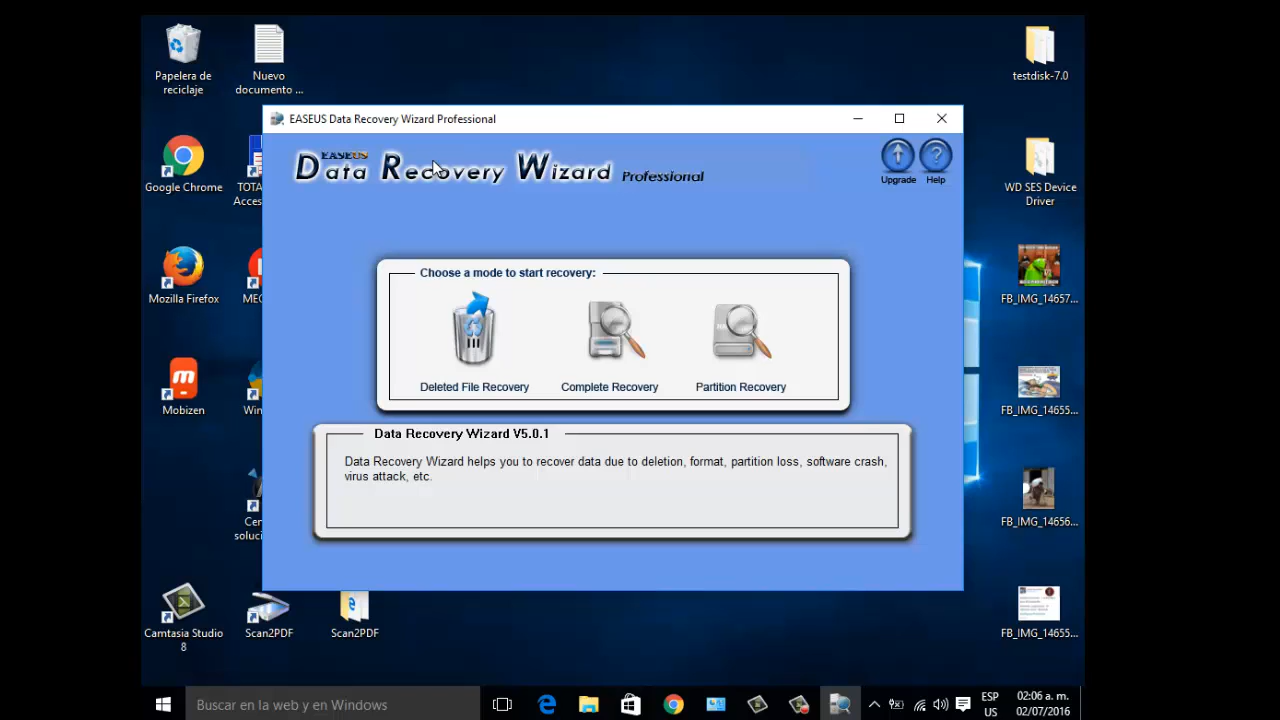 Papelera de
reciclaje
Nuevo
documento ...
testdisk-7.0
EASEUS Data Recovery Wizard Professional
EASEUS
Data Recovery Wizard Professional
Upgrade
Help
Google Chrome
TOTA
Acces
WD SES Device
Driver
Choose a mode to start recovery:
Deleted File Recovery
Complete Recovery
Partition Recovery
Mozilla Firefox
MEG
FB_IMG_14657...
Mobizen
Win
FB_IMG_14655...
Data Recovery Wizard V5.0.1
Data Recovery Wizard helps you to recover data due to deletion, format, partition loss, software crash,
virus attack, etc.
Cen
soluci
FB_IMG_14656...
Camtasia Studio
8
Scan2PDF
Scan2PDF
FB_IMG_14655...
Buscar en la web y en Windows
ESP
US
02:06 a. m.
02/07/2016